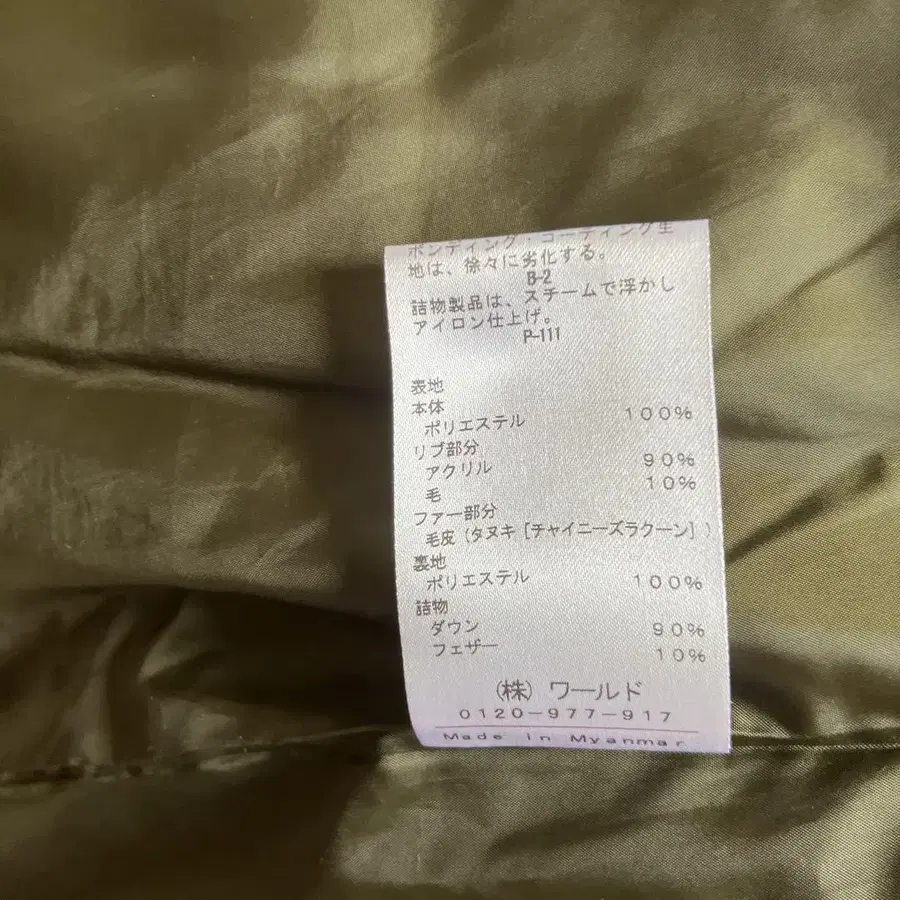 ボンディング・コーティング生
地は、徐々に劣化する。
B-2
詰物製品は、スチームで浮かし
アイロン仕上げ。
P-111
表地
本体
ポリエステル 100%
リブ部分
アクリル 90%
毛 10%
ファー部分
毛皮(タヌキ[チャイニーズラクーン])
裏地
ポリエステル 100%
詰物
ダウン 90%
フェザー 10%
(株)ワールド
0120-977-917
Made in Myanmar